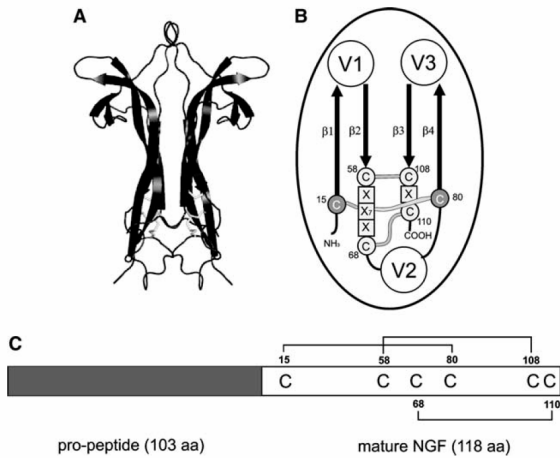 A
B
V1
V3
β1
β2
β3
β4
58
C
C
108
X
X
15
C
X₇
C
80
X
C
110
NH₃
COOH
68
C
V2
C
15
58
80
108
C
C
C
C
C
C
68
110
pro-peptide (103 aa)
mature NGF (118 aa)